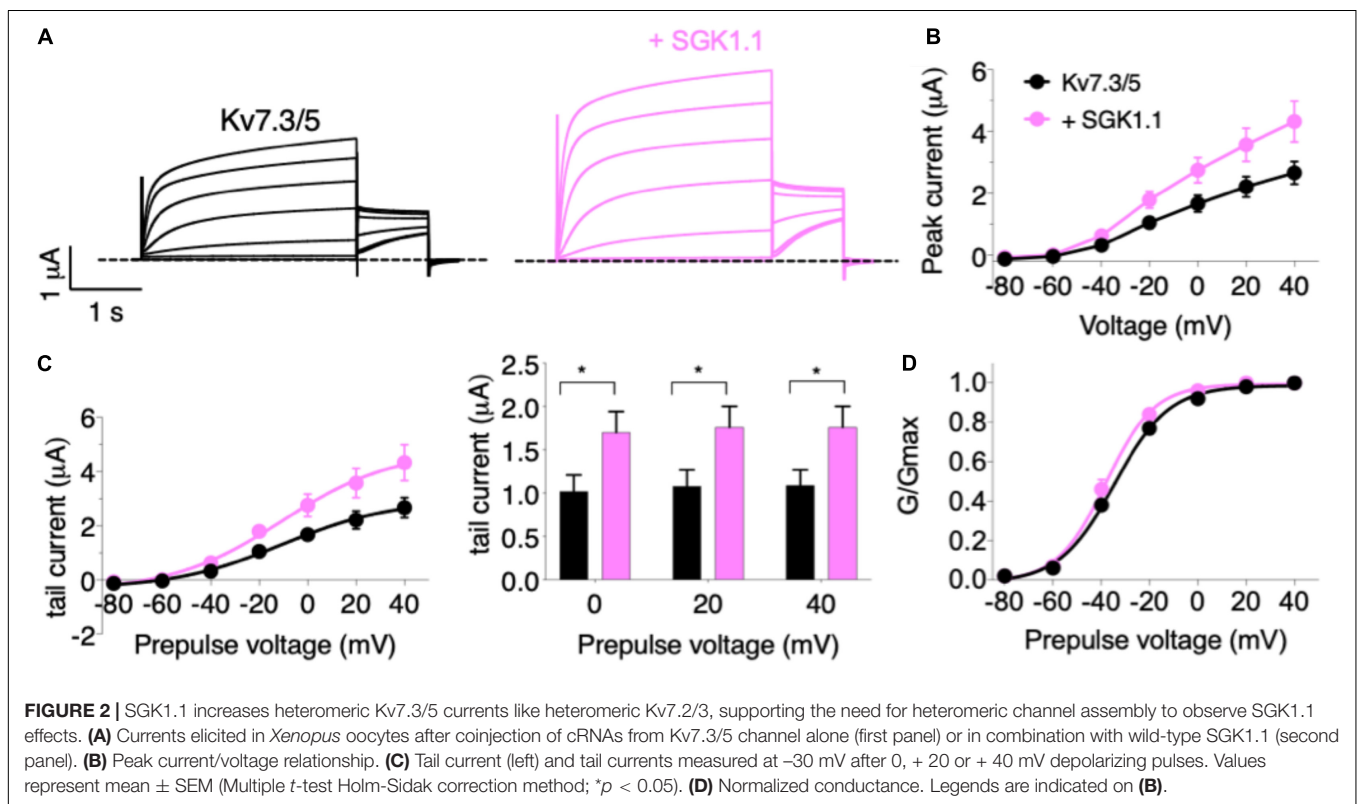 A
Kv7.3/5
+ SGK1.1
1 µA
1 s
B
Peak current (µA)
6
4
2
0
Kv7.3/5
+ SGK1.1
-80 -60 -40 -20 0 20 40
Voltage (mV)
C
tail current (µA)
6
4
2
0
-2
-80 -60 -40 -20 0 20 40
Prepulse voltage (mV)
tail current (µA)
2.5
2.0
1.5
1.0
0.5
0.0
* * *
0 20 40
Prepulse voltage (mV)
D
G/Gmax
1.0
0.8
0.6
0.4
0.2
0.0
-80 -60 -40 -20 0 20 40
Prepulse voltage (mV)
FIGURE 2 | SGK1.1 increases heteromeric Kv7.3/5 currents like heteromeric Kv7.2/3, supporting the need for heteromeric channel assembly to observe SGK1.1
effects. (A) Currents elicited in Xenopus oocytes after coinjection of cRNAs from Kv7.3/5 channel alone (first panel) or in combination with wild-type SGK1.1 (second
panel). (B) Peak current/voltage relationship. (C) Tail current (left) and tail currents measured at –30 mV after 0, + 20 or + 40 mV depolarizing pulses. Values
represent mean ± SEM (Multiple t-test Holm-Sidak correction method; *p < 0.05). (D) Normalized conductance. Legends are indicated on (B).